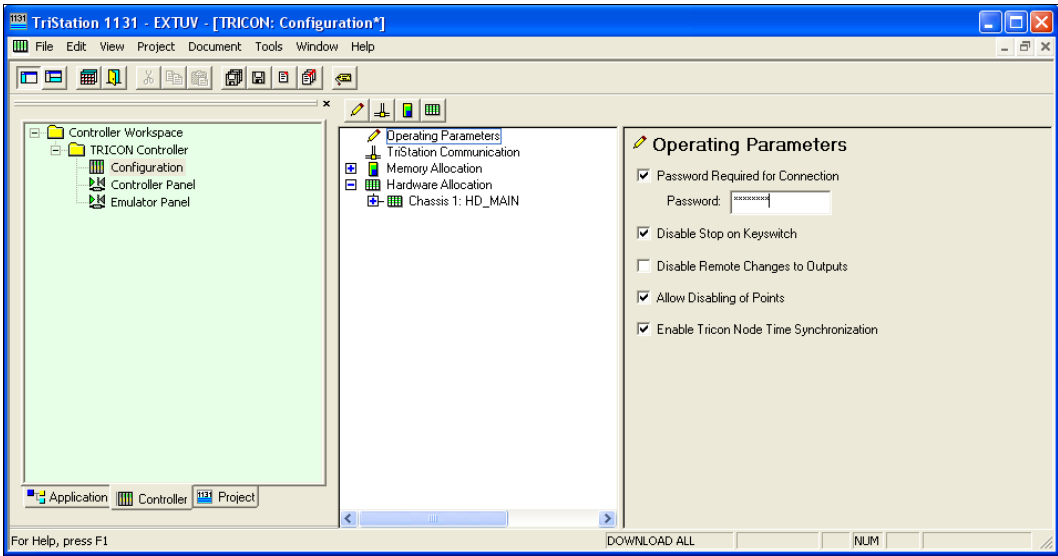 1131 TriStation 1131 - EXTUV - [TRICON: Configuration*]
File Edit View Project Document Tools Window Help
Controller Workspace
TRICON Controller
Configuration
Controller Panel
Emulator Panel
Application Controller 1131 Project
Operating Parameters
TriStation Communication
Memory Allocation
Hardware Allocation
Chassis 1: HD_MAIN
Operating Parameters
Password Required for Connection
Password: xxxxxxxx
Disable Stop on Keyswitch
Disable Remote Changes to Outputs
Allow Disabling of Points
Enable Tricon Node Time Synchronization
For Help, press F1 DOWNLOAD ALL NUM